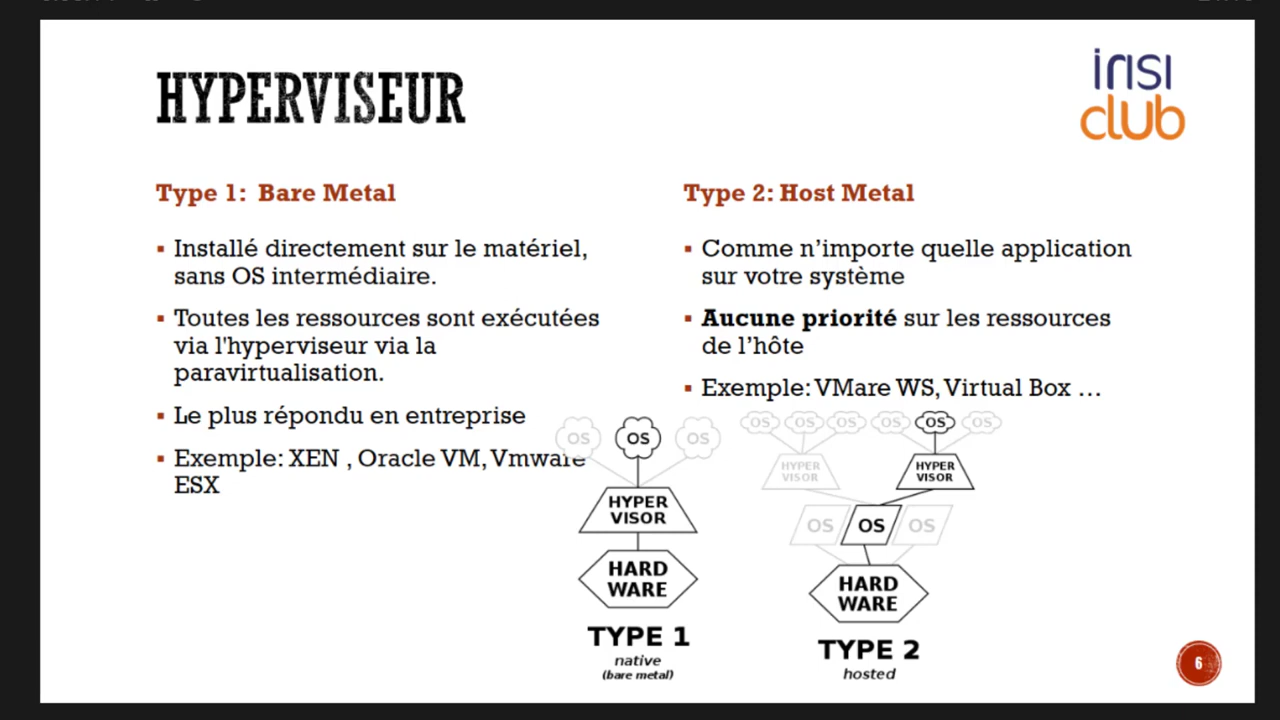 HYPERVISEUR
irisi
club
Type 1: Bare Metal
▪ Installé directement sur le matériel,
sans OS intermédiaire.
▪ Toutes les ressources sont exécutées
via l'hyperviseur via la
paravirtualisation.
▪ Le plus répondu en entreprise
▪ Exemple: XEN , Oracle VM, Vmware
ESX
Type 2: Host Metal
▪ Comme n’importe quelle application
sur votre système
▪ Aucune priorité sur les ressources
de l’hôte
▪ Exemple: VMare WS, Virtual Box …
OS OS OS
HYPER
VISOR
HARD
WARE
TYPE 1
native
(bare metal)
OS OS OS OS OS OS
HYPER
VISOR
HYPER
VISOR
OS OS OS
HARD
WARE
TYPE 2
hosted
6